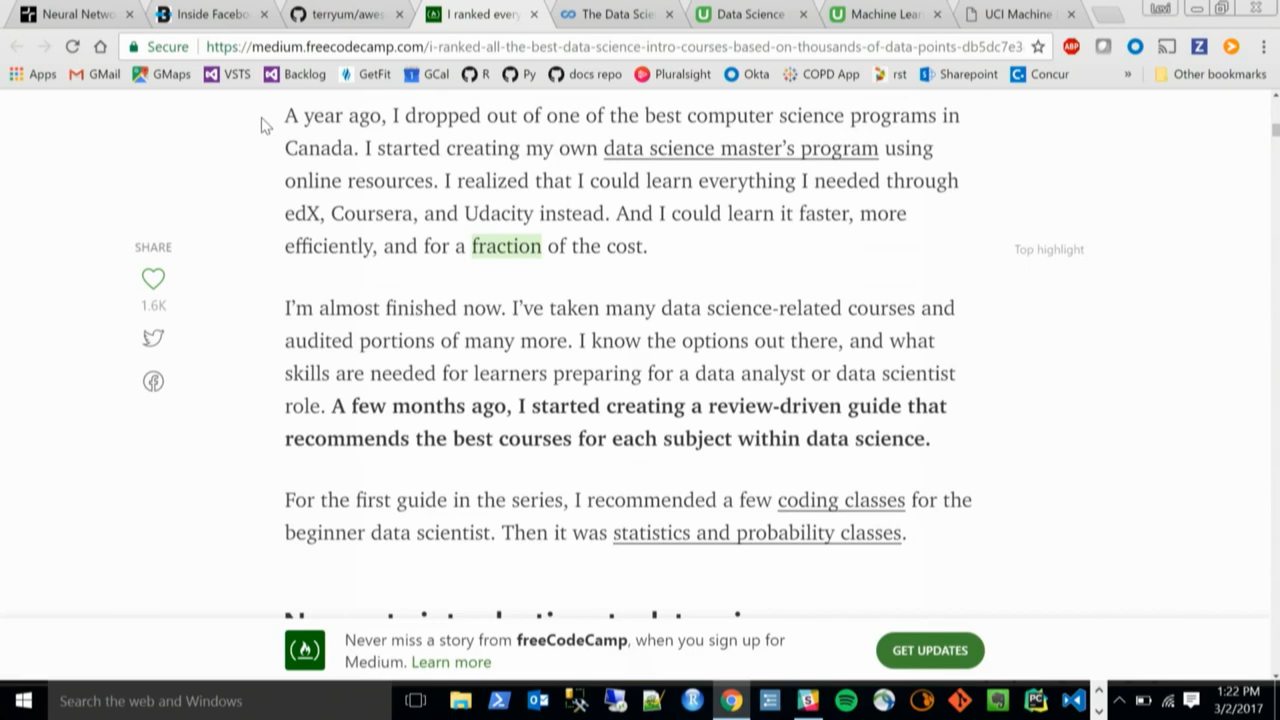 Neural Netwo
Inside Facebo
terryum/awes
I ranked every
The Data Scie
Data Science
Machine Lear
UCI Machine
Levi
Secure
https://medium.freecodecamp.com/i-ranked-all-the-best-data-science-intro-courses-based-on-thousands-of-data-points-db5dc7e3
ABP
Apps
GMail
GMaps
VSTS
Backlog
GetFit
GCal
R
Py
docs repo
Pluralsight
Okta
COPD App
rst
Sharepoint
Concur
»
Other bookmarks
A year ago, I dropped out of one of the best computer science programs in
Canada. I started creating my own data science master’s program using
online resources. I realized that I could learn everything I needed through
edX, Coursera, and Udacity instead. And I could learn it faster, more
efficiently, and for a fraction of the cost.
Top highlight
SHARE
1.6K
I’m almost finished now. I’ve taken many data science-related courses and
audited portions of many more. I know the options out there, and what
skills are needed for learners preparing for a data analyst or data scientist
role. A few months ago, I started creating a review-driven guide that
recommends the best courses for each subject within data science.
For the first guide in the series, I recommended a few coding classes for the
beginner data scientist. Then it was statistics and probability classes.
Never miss a story from freeCodeCamp, when you sign up for
Medium. Learn more
GET UPDATES
Search the web and Windows
1:22 PM
3/2/2017